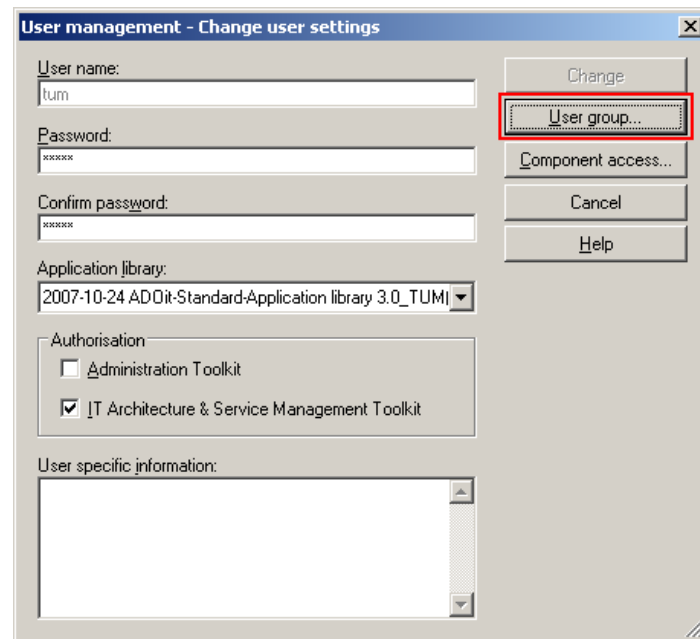 User management - Change user settings
User name:
tum
Change
User group...
Password:
xxxxx
Component access...
Confirm password:
xxxxx
Cancel
Help
Application library:
2007-10-24 ADOit-Standard-Application library 3.0_TUM(
Authorisation
Administration Toolkit
IT Architecture & Service Management Toolkit
User specific information: